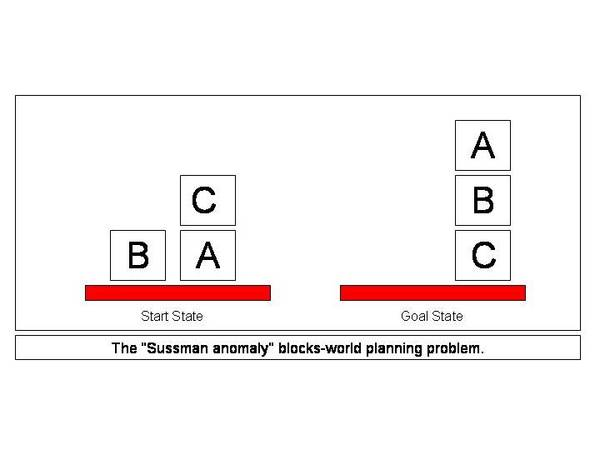 A
C
B
B
A
C
Start State
Goal State
The "Sussman anomaly" blocks-world planning problem.